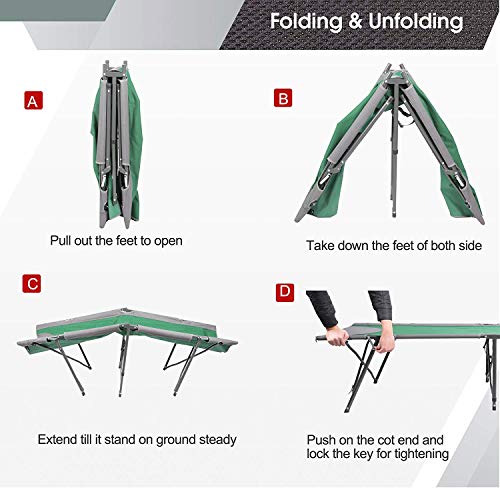 Folding & Unfolding
A
B
Pull out the feet to open
Take down the feet of both side
C
D
Extend till it stand on ground steady
Push on the cot end and
lock the key for tightening